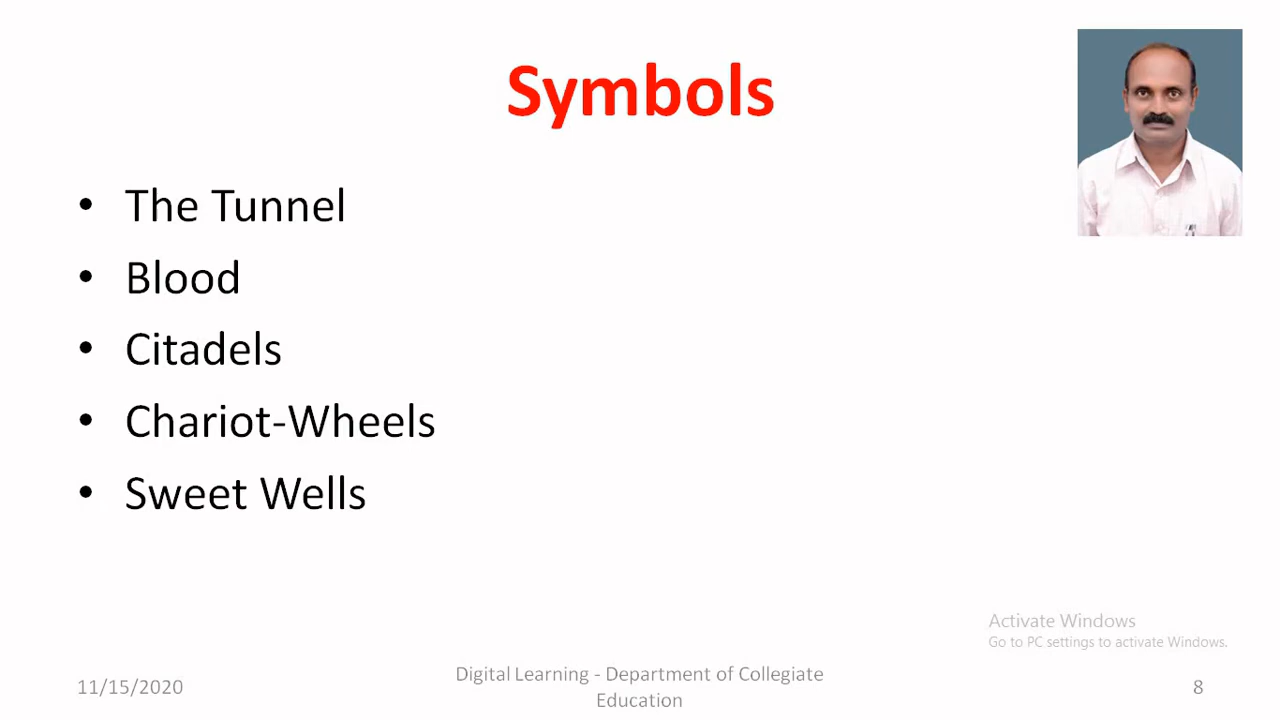 Symbols
• The Tunnel
• Blood
• Citadels
• Chariot-Wheels
• Sweet Wells
Activate Windows
Go to PC settings to activate Windows.
11/15/2020
Digital Learning - Department of Collegiate
Education
8